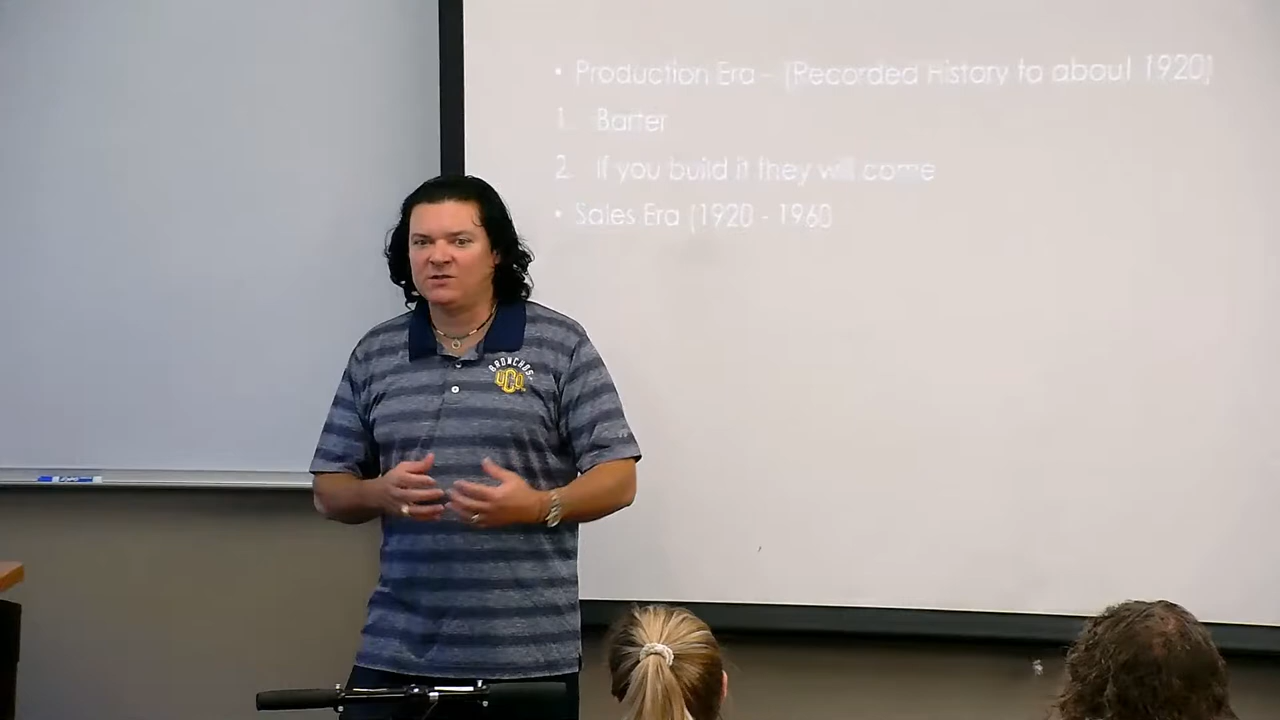 • Production Era - (Recorded History to about 1920)
1. Barter
2. If you build it they will come
• Sales Era (1920 - 1960
BRONCHOS
UCO